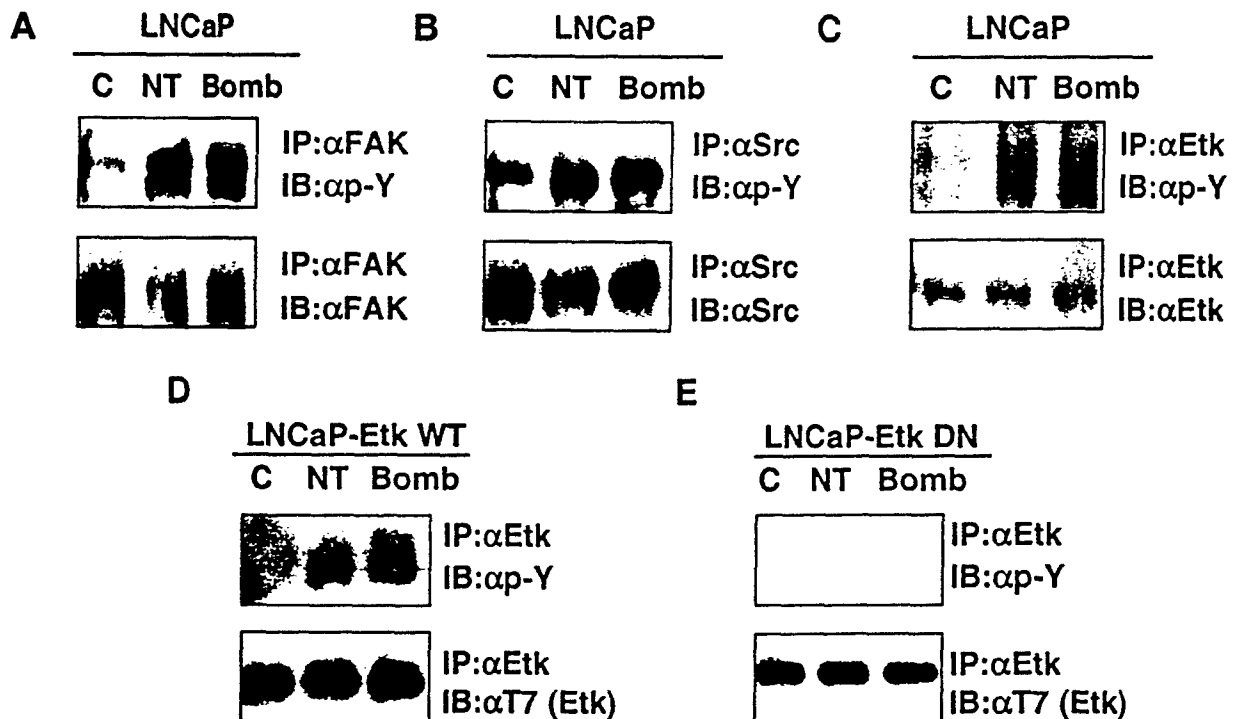 A
LNCaP
C NT Bomb
IP:αFAK
IB:αp-Y
IP:αFAK
IB:αFAK
B
LNCaP
C NT Bomb
IP:αSrc
IB:αp-Y
IP:αSrc
IB:αSrc
C
LNCaP
C NT Bomb
IP:αEtk
IB:αp-Y
IP:αEtk
IB:αEtk
D
LNCaP-Etk WT
C NT Bomb
IP:αEtk
IB:αp-Y
IP:αEtk
IB:αT7 (Etk)
E
LNCaP-Etk DN
C NT Bomb
IP:αEtk
IB:αp-Y
IP:αEtk
IB:αT7 (Etk)